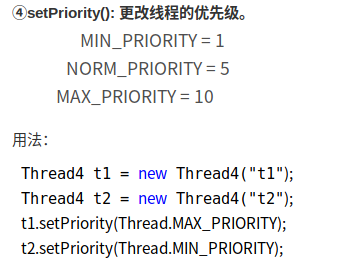 ④setPriority(): 更改线程的优先级。
MIN_PRIORITY = 1
NORM_PRIORITY = 5
MAX_PRIORITY = 10
用法：
Thread4 t1 = new Thread4("t1");
Thread4 t2 = new Thread4("t2");
t1.setPriority(Thread.MAX_PRIORITY);
t2.setPriority(Thread.MIN_PRIORITY);